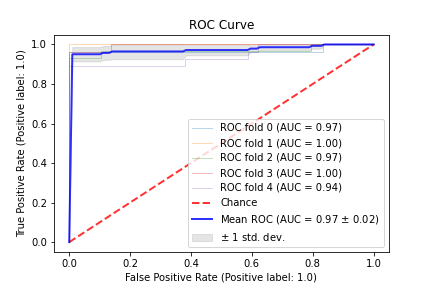 ROC Curve
True Positive Rate (Positive label: 1.0)
1.0
0.8
0.6
0.4
0.2
0.0
ROC fold 0 (AUC = 0.97)
ROC fold 1 (AUC = 1.00)
ROC fold 2 (AUC = 0.97)
ROC fold 3 (AUC = 1.00)
ROC fold 4 (AUC = 0.94)
Chance
Mean ROC (AUC = 0.97 ± 0.02)
± 1 std. dev.
0.0 0.2 0.4 0.6 0.8 1.0
False Positive Rate (Positive label: 1.0)